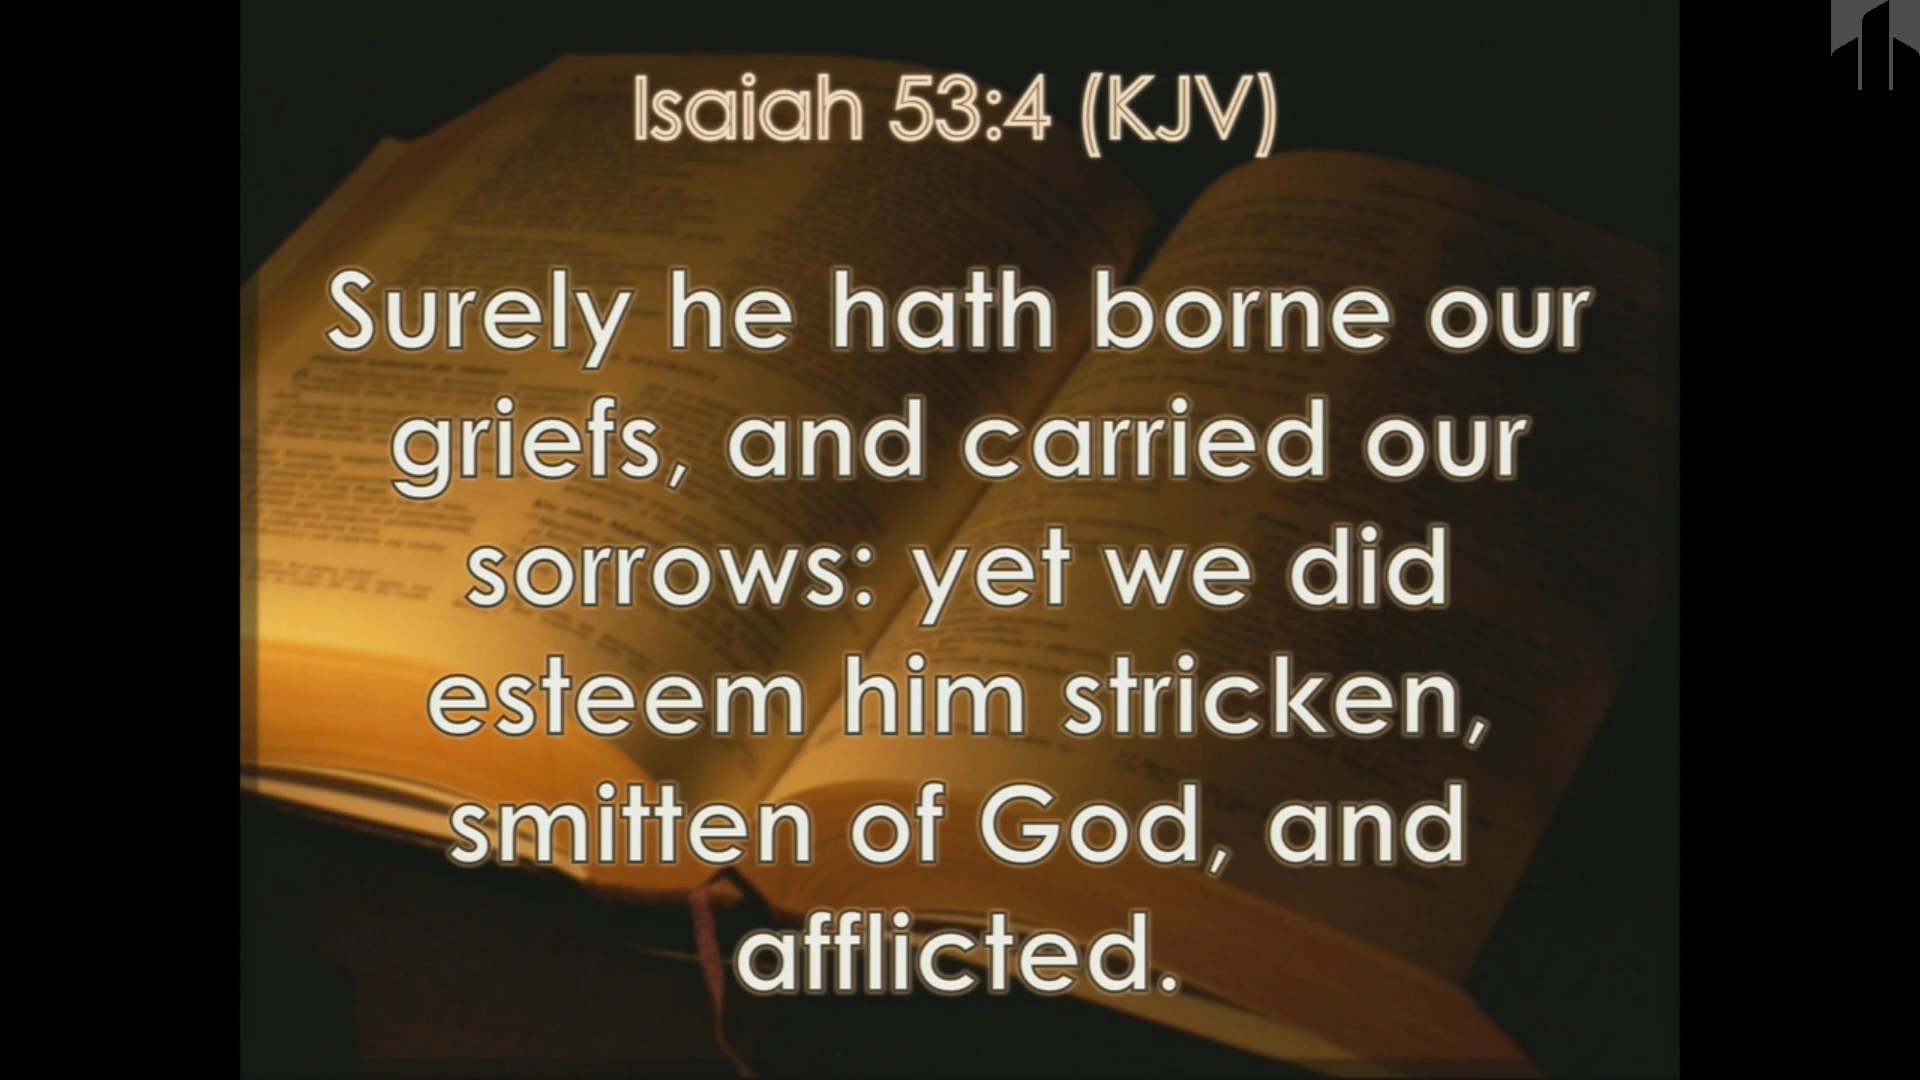 Isaiah 53:4 (KJV)
Surely he hath borne our
griefs, and carried our
sorrows: yet we did
esteem him stricken,
smitten of God, and
afflicted.